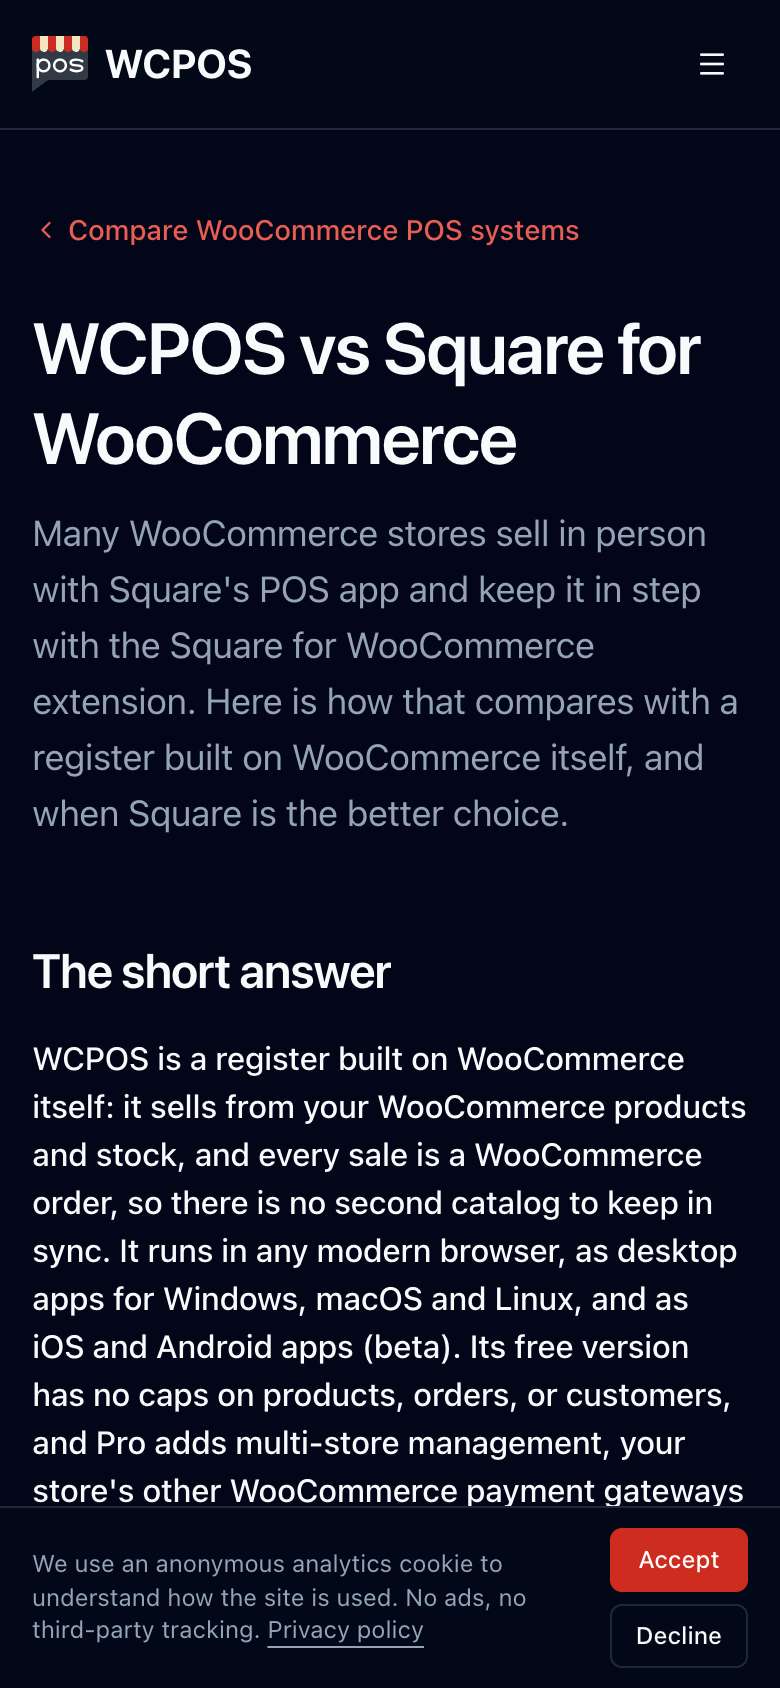 pos WCPOS
Compare WooCommerce POS systems
WCPOS vs Square for
WooCommerce
Many WooCommerce stores sell in person
with Square's POS app and keep it in step
with the Square for WooCommerce
extension. Here is how that compares with a
register built on WooCommerce itself, and
when Square is the better choice.
The short answer
WCPOS is a register built on WooCommerce
itself: it sells from your WooCommerce products
and stock, and every sale is a WooCommerce
order, so there is no second catalog to keep in
sync. It runs in any modern browser, as desktop
apps for Windows, macOS and Linux, and as
iOS and Android apps (beta). Its free version
has no caps on products, orders, or customers,
and Pro adds multi-store management, your
store's other WooCommerce payment gateways
We use an anonymous analytics cookie to
understand how the site is used. No ads, no
third-party tracking. Privacy policy
Accept
Decline